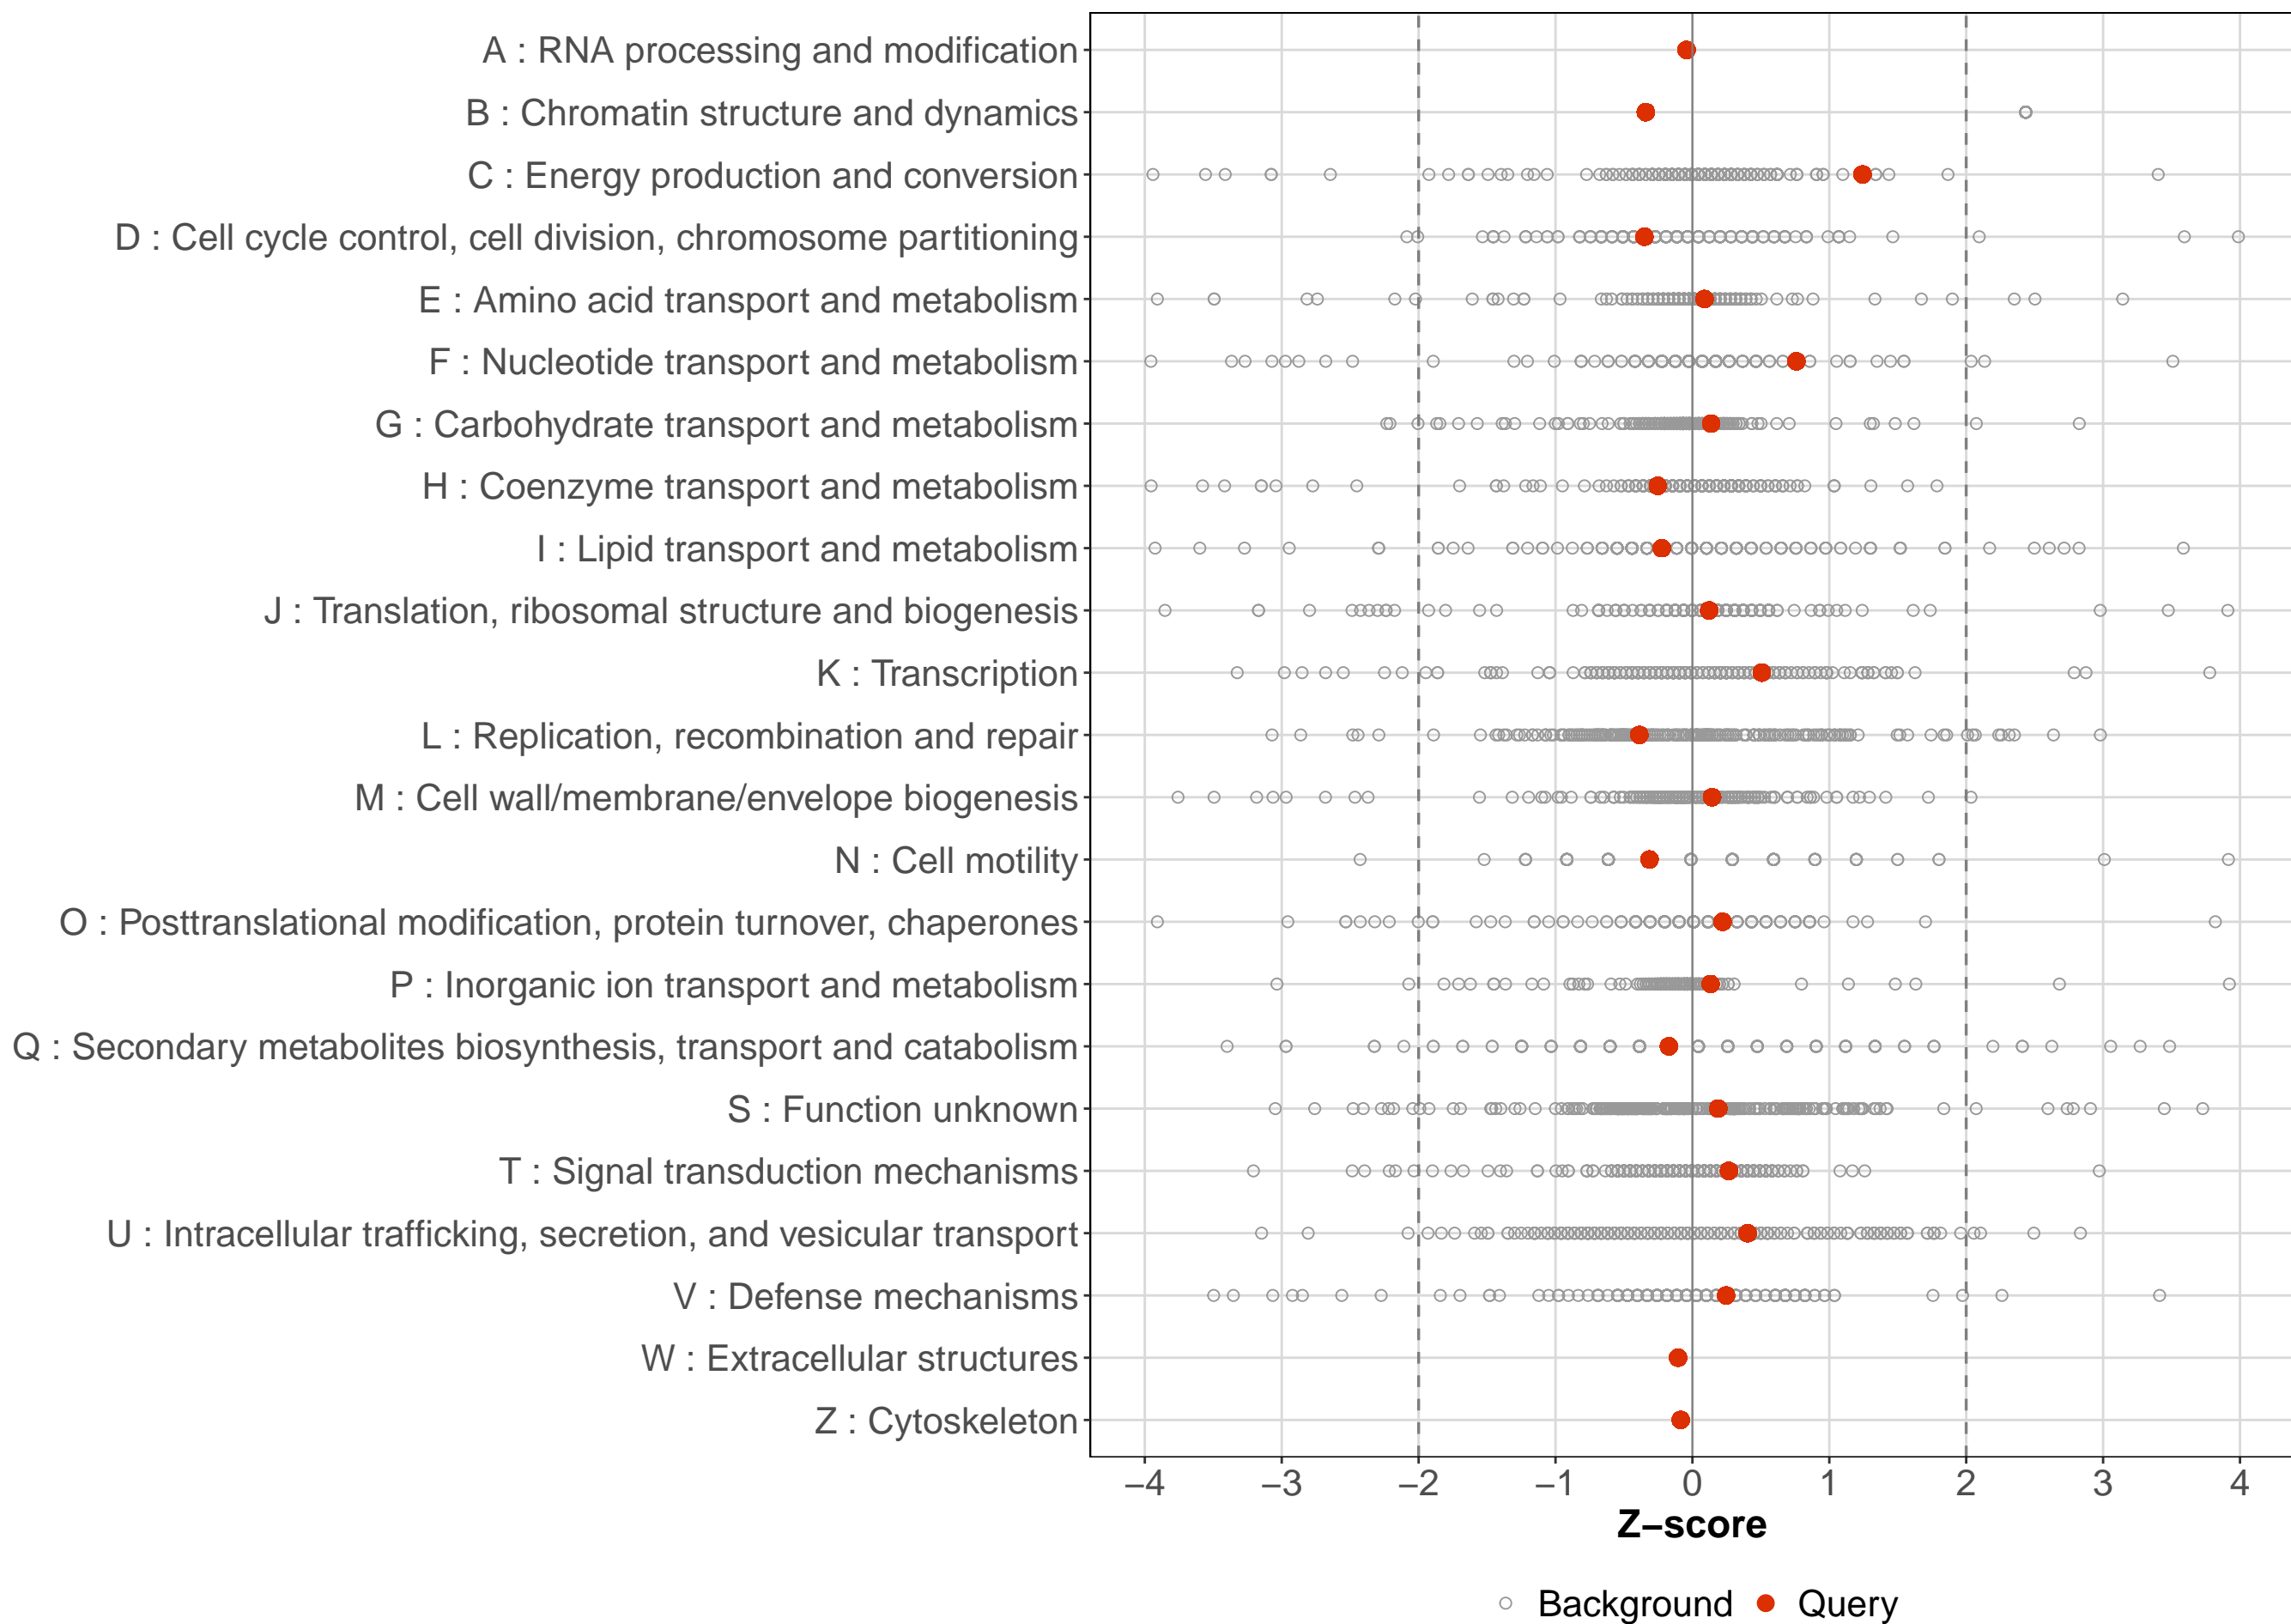 A : RNA processing and modification
B : Chromatin structure and dynamics
C : Energy production and conversion
D : Cell cycle control, cell division, chromosome partitioning
E : Amino acid transport and metabolism
F : Nucleotide transport and metabolism
G : Carbohydrate transport and metabolism
H : Coenzyme transport and metabolism
I : Lipid transport and metabolism
J : Translation, ribosomal structure and biogenesis
K : Transcription
L : Replication, recombination and repair
M : Cell wall/membrane/envelope biogenesis
N : Cell motility
O : Posttranslational modification, protein turnover, chaperones
P : Inorganic ion transport and metabolism
Q : Secondary metabolites biosynthesis, transport and catabolism
S : Function unknown
T : Signal transduction mechanisms
U : Intracellular trafficking, secretion, and vesicular transport
V : Defense mechanisms
W : Extracellular structures
Z : Cytoskeleton
−4 −3 −2 −1 0 1 2 3 4
Z−score
Background Query